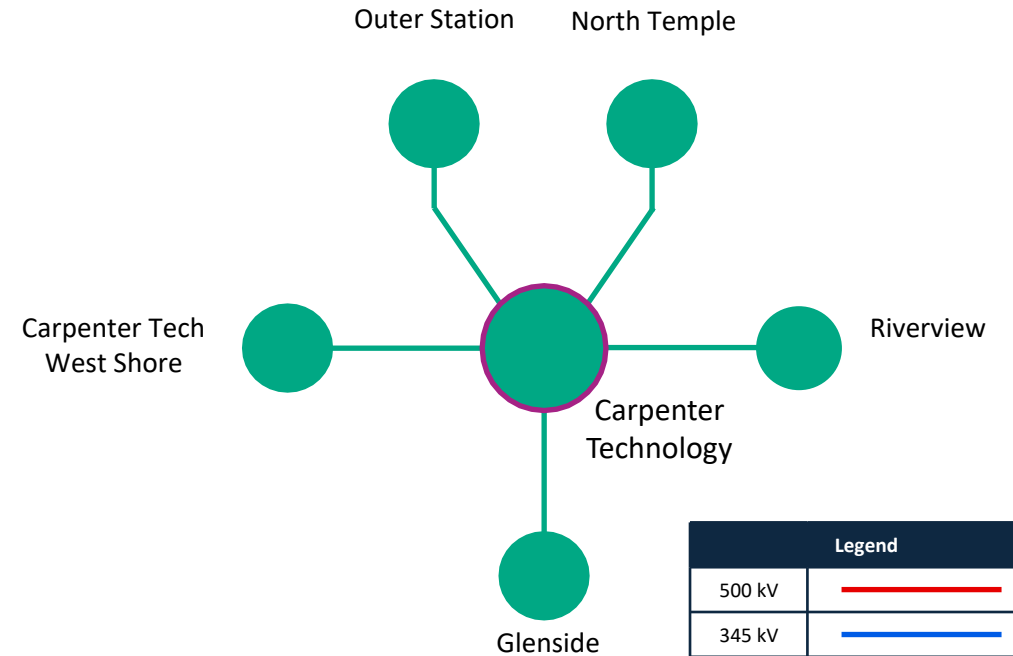 Outer Station
North Temple
Carpenter Tech
West Shore
Riverview
Carpenter
Technology
Glenside
Legend
500 kV
345 kV